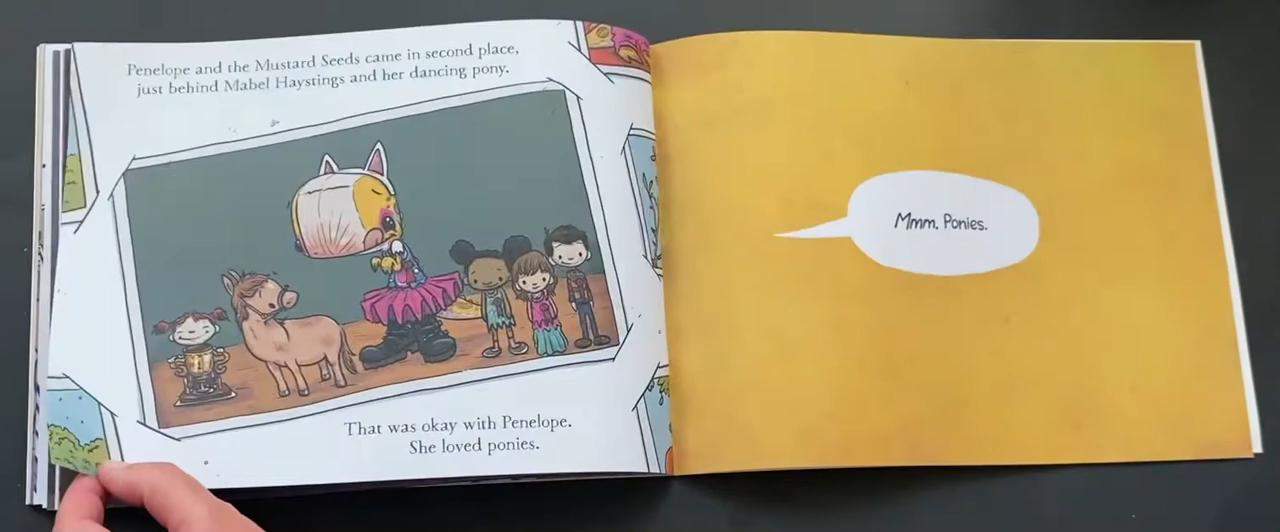 Penelope and the Mustard Seeds came in second place,
just behind Mabel Haystings and her dancing pony.
That was okay with Penelope.
She loved ponies.
Mmm. Ponies.